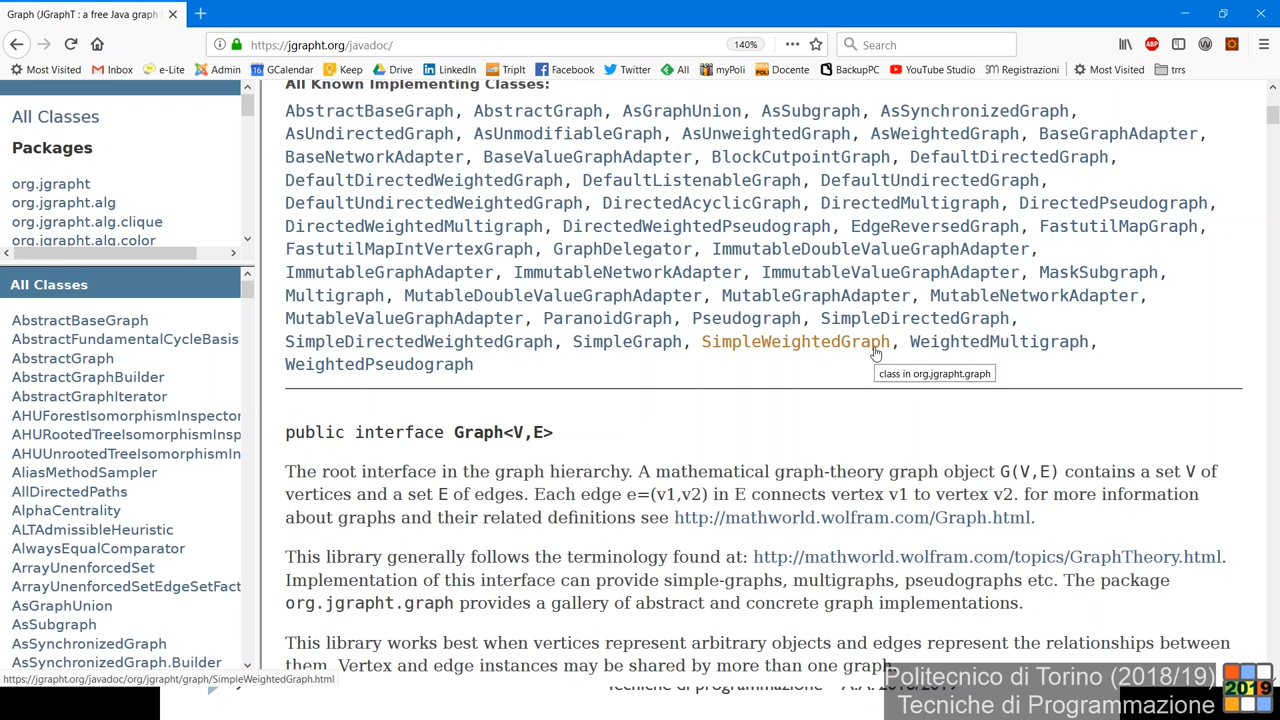 Graph (JGraphT : a free Java graph
https://jgrapht.org/javadoc/
140%
Search
Most Visited
Inbox
e-Lite
Admin
GCalendar
Keep
Drive
LinkedIn
TripIt
Facebook
Twitter
All
myPoli
Docente
BackupPC
YouTube Studio
Registrazioni
Most Visited
trrs
All Classes
Packages
org.jgrapht
org.jgrapht.alg
org.jgrapht.alg.clique
org.jgrapht.alg.color
All Classes
AbstractBaseGraph
AbstractFundamentalCycleBasis
AbstractGraph
AbstractGraphBuilder
AbstractGraphIterator
AHUForestIsomorphismInspector
AHURootedTreeIsomorphismInsp
AHUUnrootedTreeIsomorphismIn
AliasMethodSampler
AllDirectedPaths
AlphaCentrality
ALTAdmissibleHeuristic
AlwaysEqualComparator
ArrayUnenforcedSet
ArrayUnenforcedSetEdgeSetFact
AsGraphUnion
AsSubgraph
AsSynchronizedGraph
AsSynchronizedGraph.Builder
All Known Implementing Classes:
AbstractBaseGraph, AbstractGraph, AsGraphUnion, AsSubgraph, AsSynchronizedGraph,
AsUndirectedGraph, AsUnmodifiableGraph, AsUnweightedGraph, AsWeightedGraph, BaseGraphAdapter,
BaseNetworkAdapter, BaseValueGraphAdapter, BlockCutpointGraph, DefaultDirectedGraph,
DefaultDirectedWeightedGraph, DefaultListenableGraph, DefaultUndirectedGraph,
DefaultUndirectedWeightedGraph, DirectedAcyclicGraph, DirectedMultigraph, DirectedPseudograph,
DirectedWeightedMultigraph, DirectedWeightedPseudograph, EdgeReversedGraph, FastutilMapGraph,
FastutilMapIntVertexGraph, GraphDelegator, ImmutableDoubleValueGraphAdapter,
ImmutableGraphAdapter, ImmutableNetworkAdapter, ImmutableValueGraphAdapter, MaskSubgraph,
Multigraph, MutableDoubleValueGraphAdapter, MutableGraphAdapter, MutableNetworkAdapter,
MutableValueGraphAdapter, ParanoidGraph, Pseudograph, SimpleDirectedGraph,
SimpleDirectedWeightedGraph, SimpleGraph, SimpleWeightedGraph, WeightedMultigraph,
WeightedPseudograph
class in org.jgrapht.graph
public interface Graph<V,E>
The root interface in the graph hierarchy. A mathematical graph-theory graph object G(V,E) contains a set V of
vertices and a set E of edges. Each edge e=(v1,v2) in E connects vertex v1 to vertex v2. for more information
about graphs and their related definitions see http://mathworld.wolfram.com/Graph.html.
This library generally follows the terminology found at: http://mathworld.wolfram.com/topics/GraphTheory.html.
Implementation of this interface can provide simple-graphs, multigraphs, pseudographs etc. The package
org.jgrapht.graph provides a gallery of abstract and concrete graph implementations.
This library works best when vertices represent arbitrary objects and edges represent the relationships between
them. Vertex and edge instances may be shared by more than one graph.
https://jgrapht.org/javadoc/org/jgrapht/graph/SimpleWeightedGraph.html
Tecniche di programmazione - A.A. 2018/2019
Politecnico di Torino (2018/19)
Tecniche di Programmazione
2019